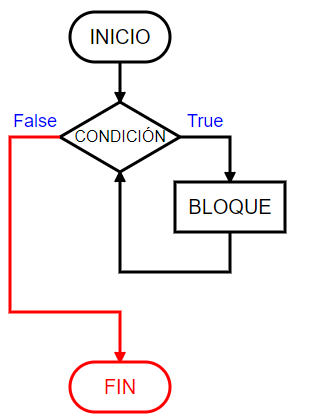 INICIO
False
True
CONDICIÓN
BLOQUE
FIN